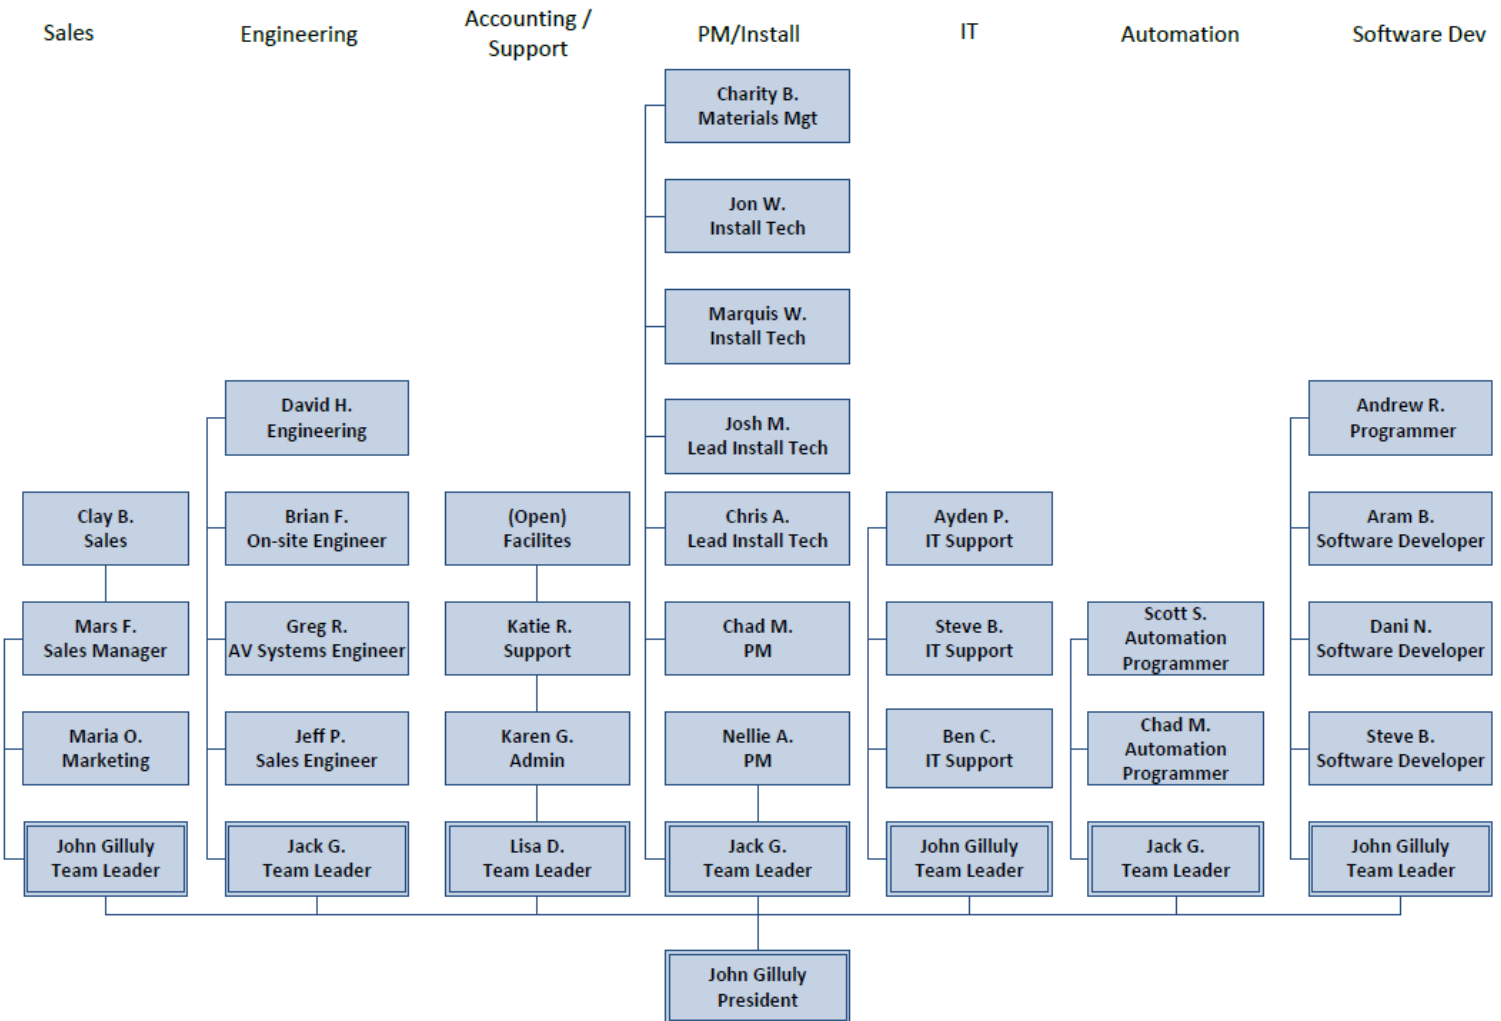 Sales
Engineering
Accounting /
Support
PM/Install
IT
Automation
Software Dev
Charity B.
Materials Mgt
Jon W.
Install Tech
Marquis W.
Install Tech
David H.
Engineering
Josh M.
Lead Install Tech
Andrew R.
Programmer
Clay B.
Sales
Brian F.
On-site Engineer
(Open)
Facilites
Chris A.
Lead Install Tech
Ayden P.
IT Support
Aram B.
Software Developer
Mars F.
Sales Manager
Greg R.
AV Systems Engineer
Katie R.
Support
Chad M.
PM
Steve B.
IT Support
Scott S.
Automation
Programmer
Dani N.
Software Developer
Maria O.
Marketing
Jeff P.
Sales Engineer
Karen G.
Admin
Nellie A.
PM
Ben C.
IT Support
Chad M.
Automation
Programmer
Steve B.
Software Developer
John Gilluly
Team Leader
Jack G.
Team Leader
Lisa D.
Team Leader
Jack G.
Team Leader
John Gilluly
Team Leader
Jack G.
Team Leader
John Gilluly
Team Leader
John Gilluly
President